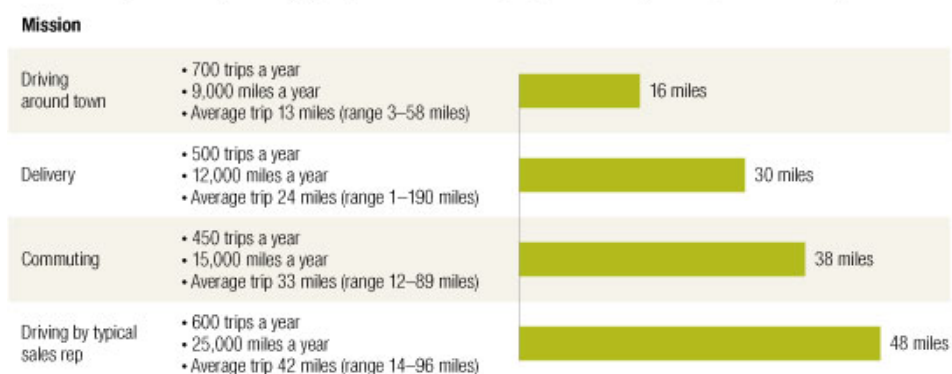 Mission
Driving
around town
• 700 trips a year
• 9,000 miles a year
• Average trip 13 miles (range 3–58 miles)
16 miles
Delivery
• 500 trips a year
• 12,000 miles a year
• Average trip 24 miles (range 1–190 miles)
30 miles
Commuting
• 450 trips a year
• 15,000 miles a year
• Average trip 33 miles (range 12–89 miles)
38 miles
Driving by typical
sales rep
• 600 trips a year
• 25,000 miles a year
• Average trip 42 miles (range 14–96 miles)
48 miles